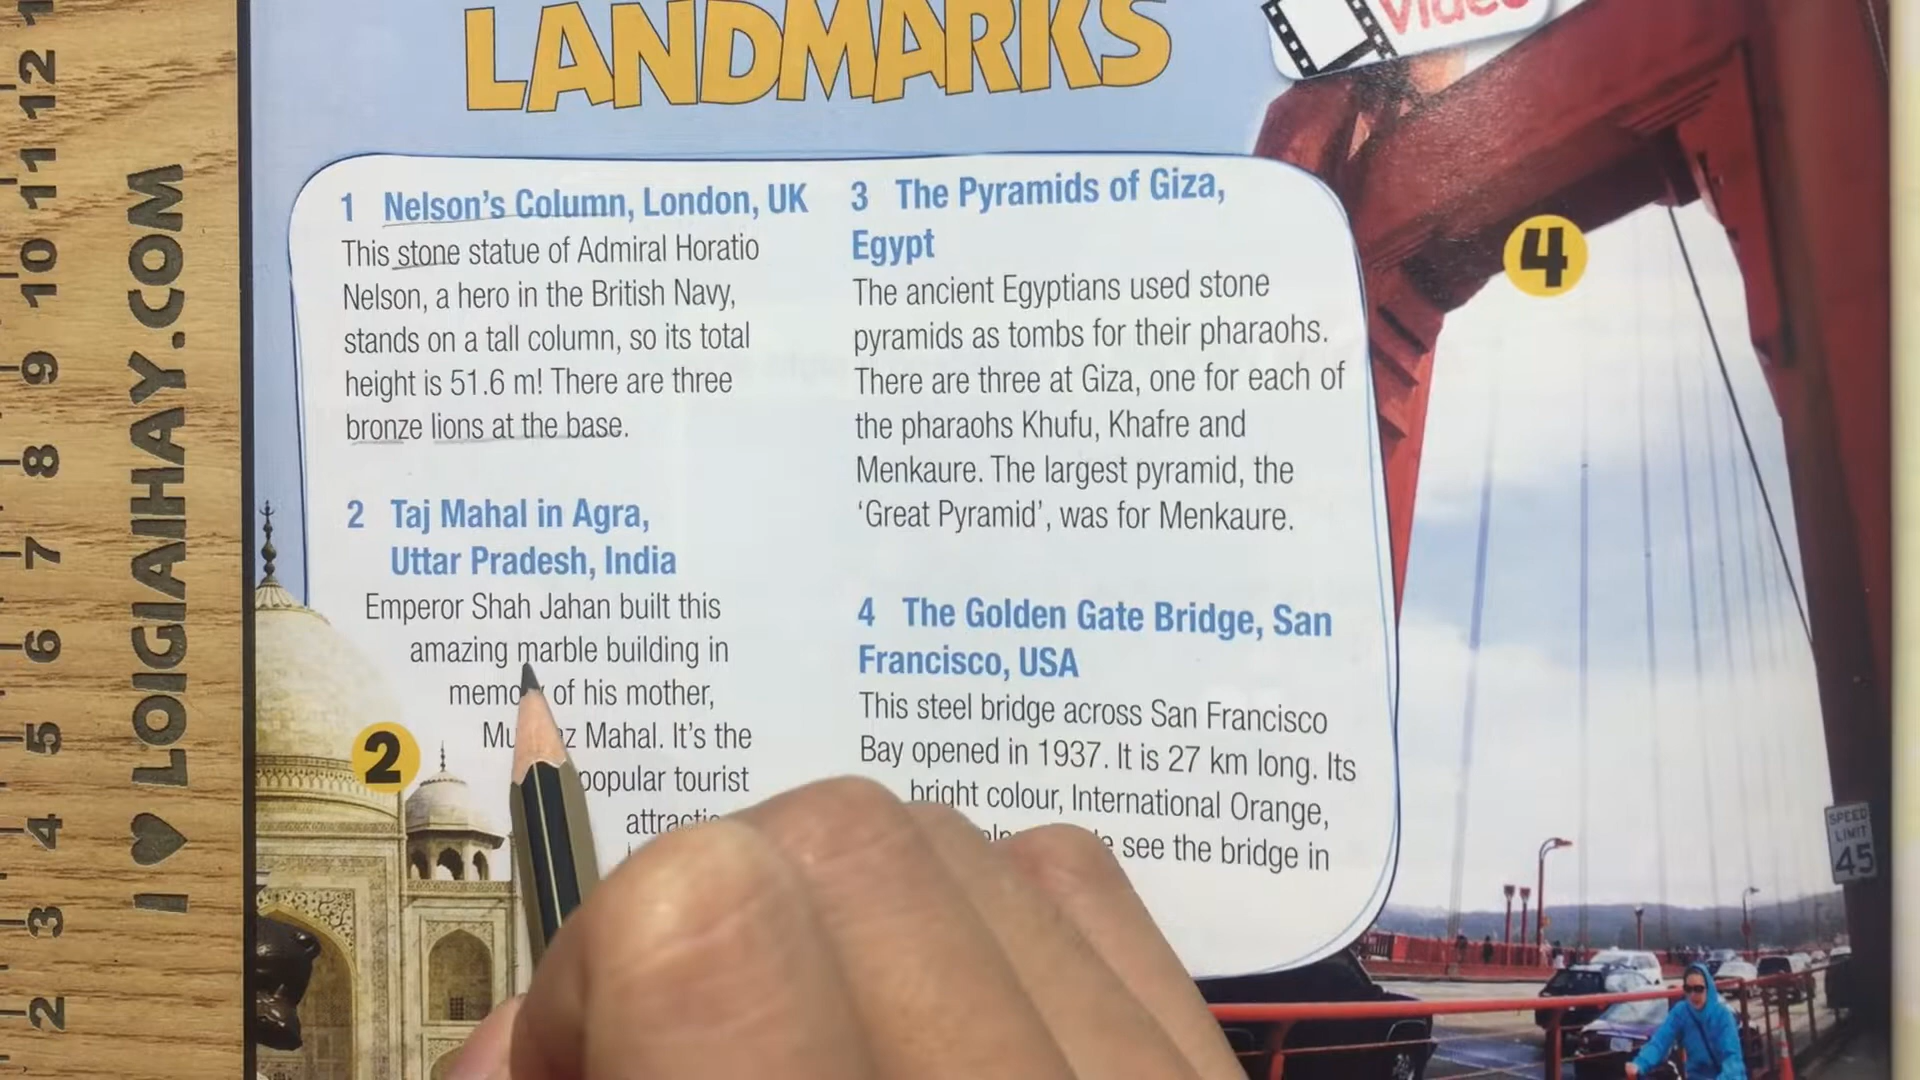 LANDMARKS
Video
1 Nelson's Column, London, UK
This stone statue of Admiral Horatio
Nelson, a hero in the British Navy,
stands on a tall column, so its total
height is 51.6 m! There are three
bronze lions at the base.
2 Taj Mahal in Agra,
Uttar Pradesh, India
Emperor Shah Jahan built this
amazing marble building in
of his mother,
Mahal. It's the
popular tourist
3 The Pyramids of Giza,
Egypt
The ancient Egyptians used stone
pyramids as tombs for their pharaohs.
There are three at Giza, one for each of
the pharaohs Khufu, Khafre and
Menkaure. The largest pyramid, the
‘Great Pyramid’, was for Menkaure.
4 The Golden Gate Bridge, San
Francisco, USA
This steel bridge across San Francisco
Bay opened in 1937. It is 27 km long. Its
bright colour, International Orange,
see the bridge in
2
4
SPEED
LIMIT
45
I ♥ LOIGIAIHAY.COM
12
11
10
9
8
7
6
5
4
3
2